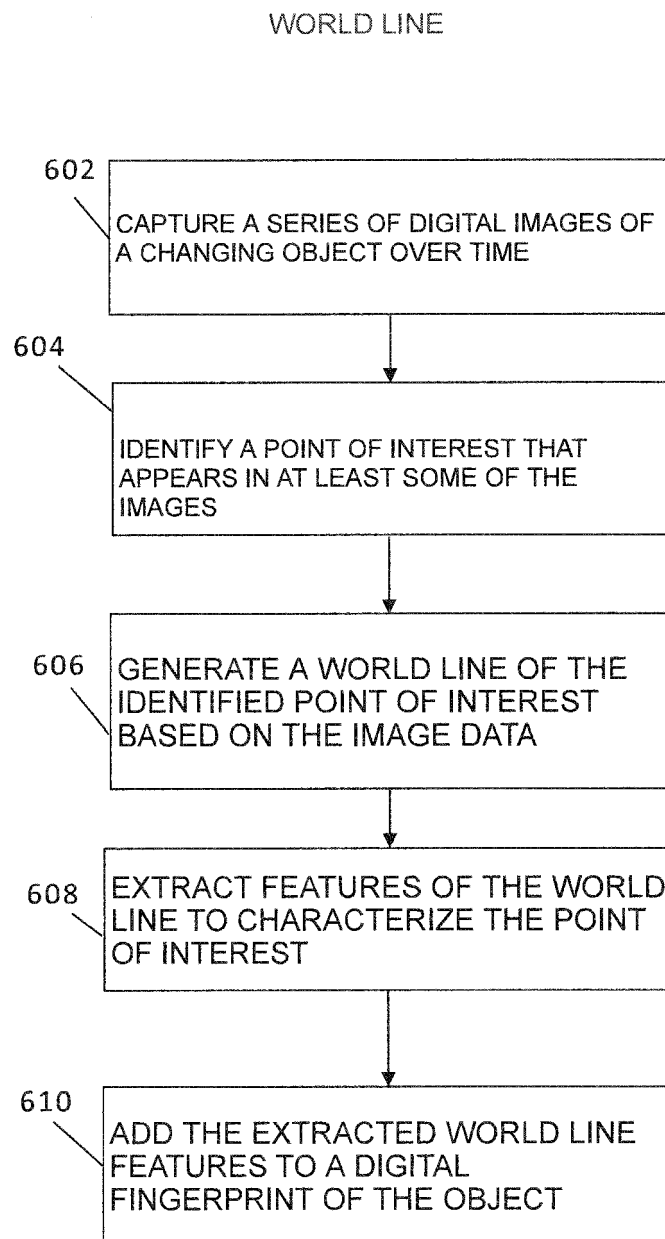 WORLD LINE
602
CAPTURE A SERIES OF DIGITAL IMAGES OF
A CHANGING OBJECT OVER TIME
604
IDENTIFY A POINT OF INTEREST THAT
APPEARS IN AT LEAST SOME OF THE
IMAGES
606
GENERATE A WORLD LINE OF THE
IDENTIFIED POINT OF INTEREST
BASED ON THE IMAGE DATA
608
EXTRACT FEATURES OF THE WORLD
LINE TO CHARACTERIZE THE POINT
OF INTEREST
610
ADD THE EXTRACTED WORLD LINE
FEATURES TO A DIGITAL
FINGERPRINT OF THE OBJECT